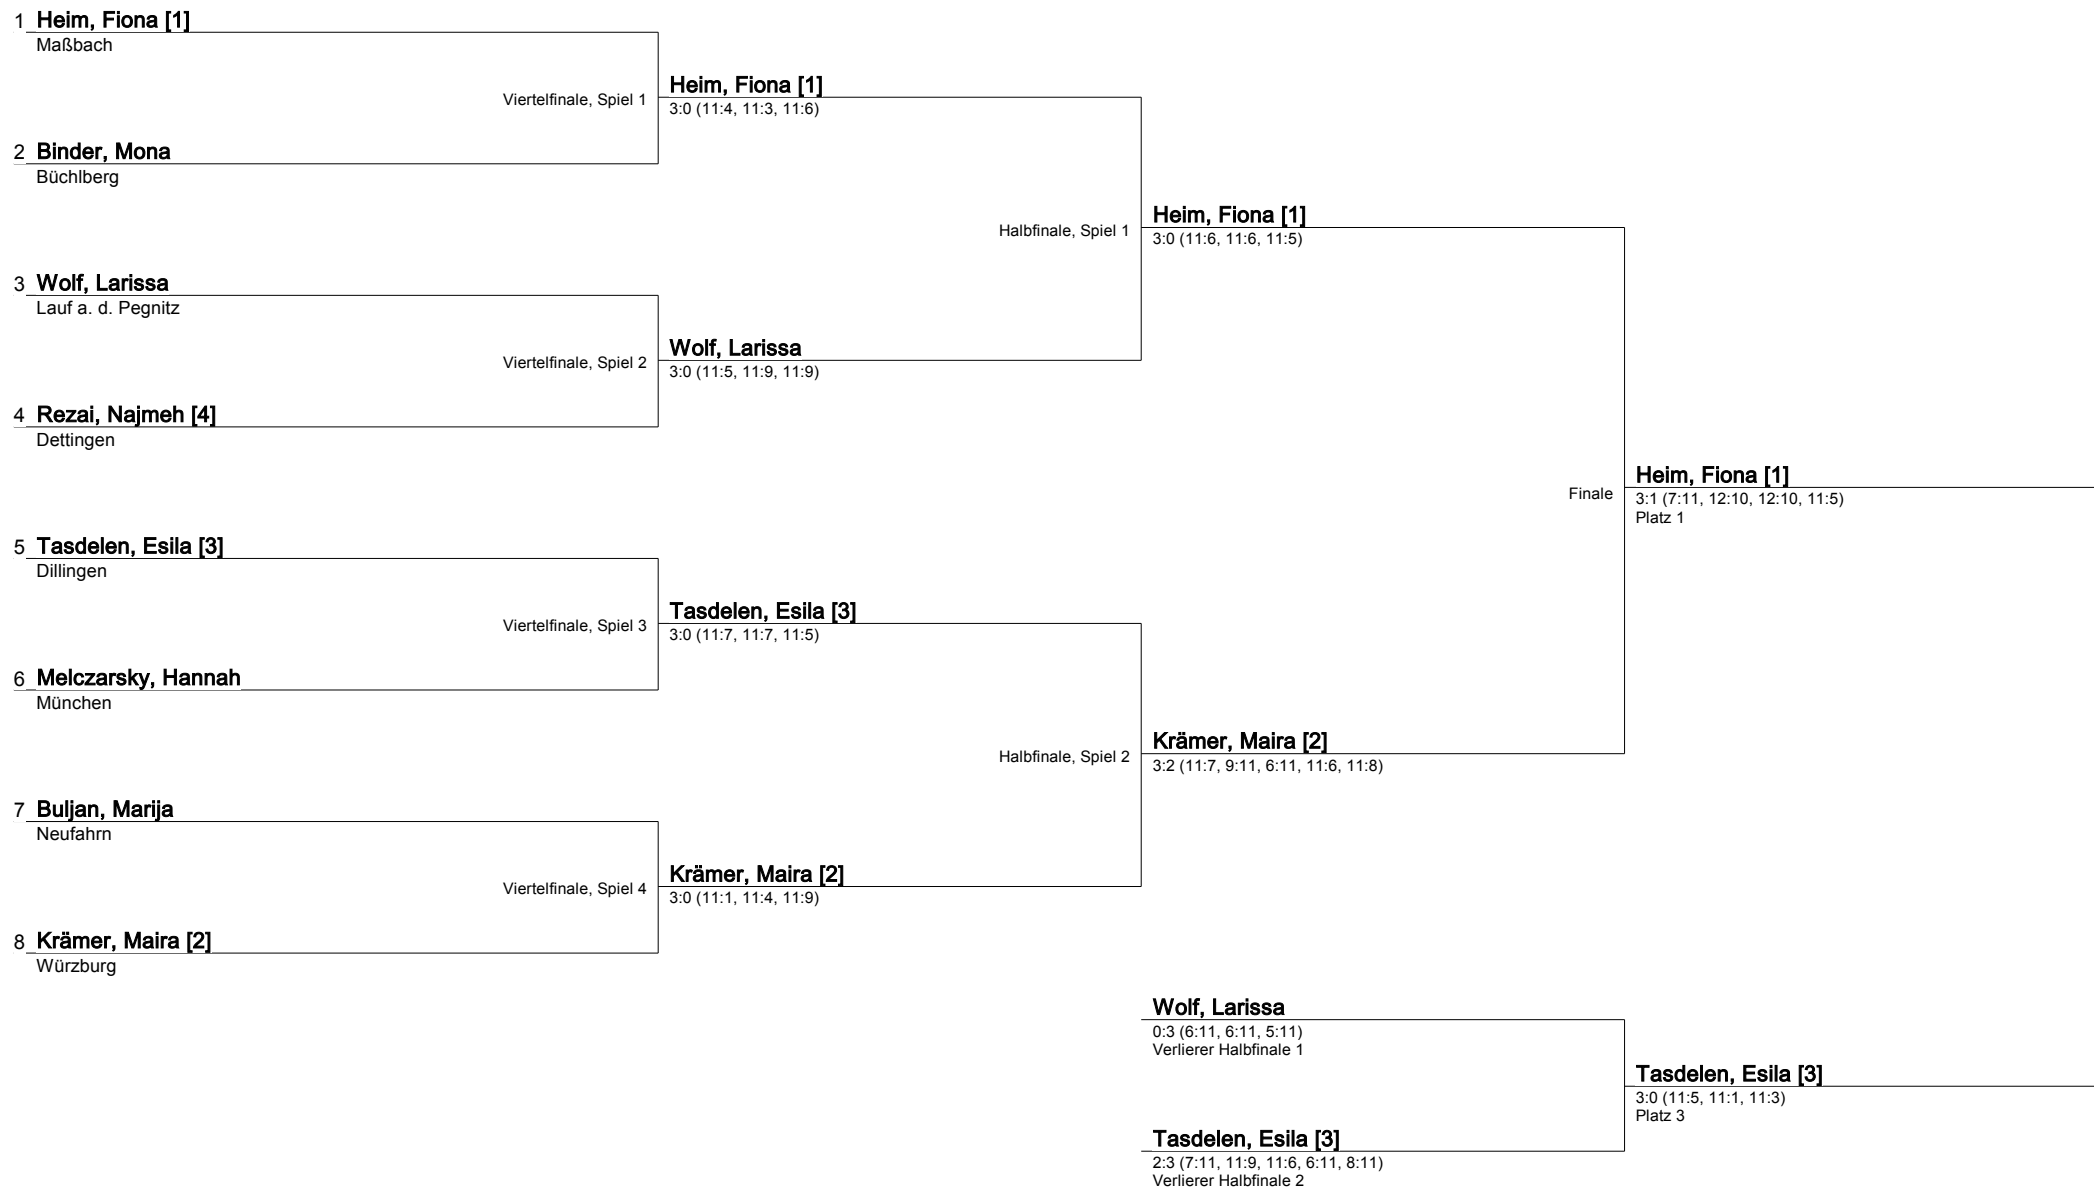 1 Heim, Fiona [1]
Maßbach
Viertelfinale, Spiel 1
Heim, Fiona [1]
3:0 (11:4, 11:3, 11:6)
2 Binder, Mona
Büchlberg
Halbfinale, Spiel 1
Heim, Fiona [1]
3:0 (11:6, 11:6, 11:5)
3 Wolf, Larissa
Lauf a. d. Pegnitz
Viertelfinale, Spiel 2
Wolf, Larissa
3:0 (11:5, 11:9, 11:9)
4 Rezai, Najmeh [4]
Dettingen
Finale
Heim, Fiona [1]
3:1 (7:11, 12:10, 12:10, 11:5)
Platz 1
5 Tasdelen, Esila [3]
Dillingen
Viertelfinale, Spiel 3
Tasdelen, Esila [3]
3:0 (11:7, 11:7, 11:5)
6 Melczarsky, Hannah
München
Halbfinale, Spiel 2
Krämer, Maira [2]
3:2 (11:7, 9:11, 6:11, 11:6, 11:8)
7 Buljan, Marija
Neufahrn
Viertelfinale, Spiel 4
Krämer, Maira [2]
3:0 (11:1, 11:4, 11:9)
8 Krämer, Maira [2]
Würzburg
Wolf, Larissa
0:3 (6:11, 6:11, 5:11)
Verlierer Halbfinale 1
Tasdelen, Esila [3]
3:0 (11:5, 11:1, 11:3)
Platz 3
Tasdelen, Esila [3]
2:3 (7:11, 11:9, 11:6, 6:11, 8:11)
Verlierer Halbfinale 2